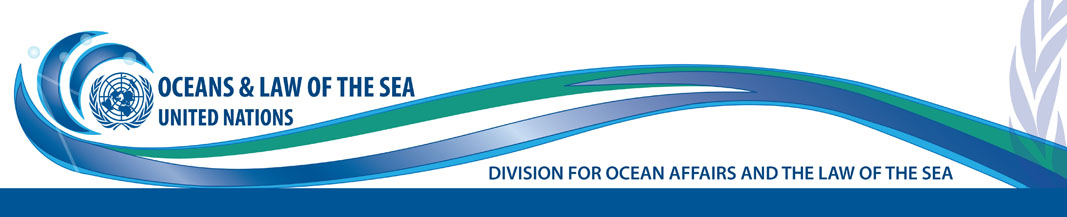 OCEANS & LAW OF THE SEA
UNITED NATIONS
DIVISION FOR OCEAN AFFAIRS AND THE LAW OF THE SEA